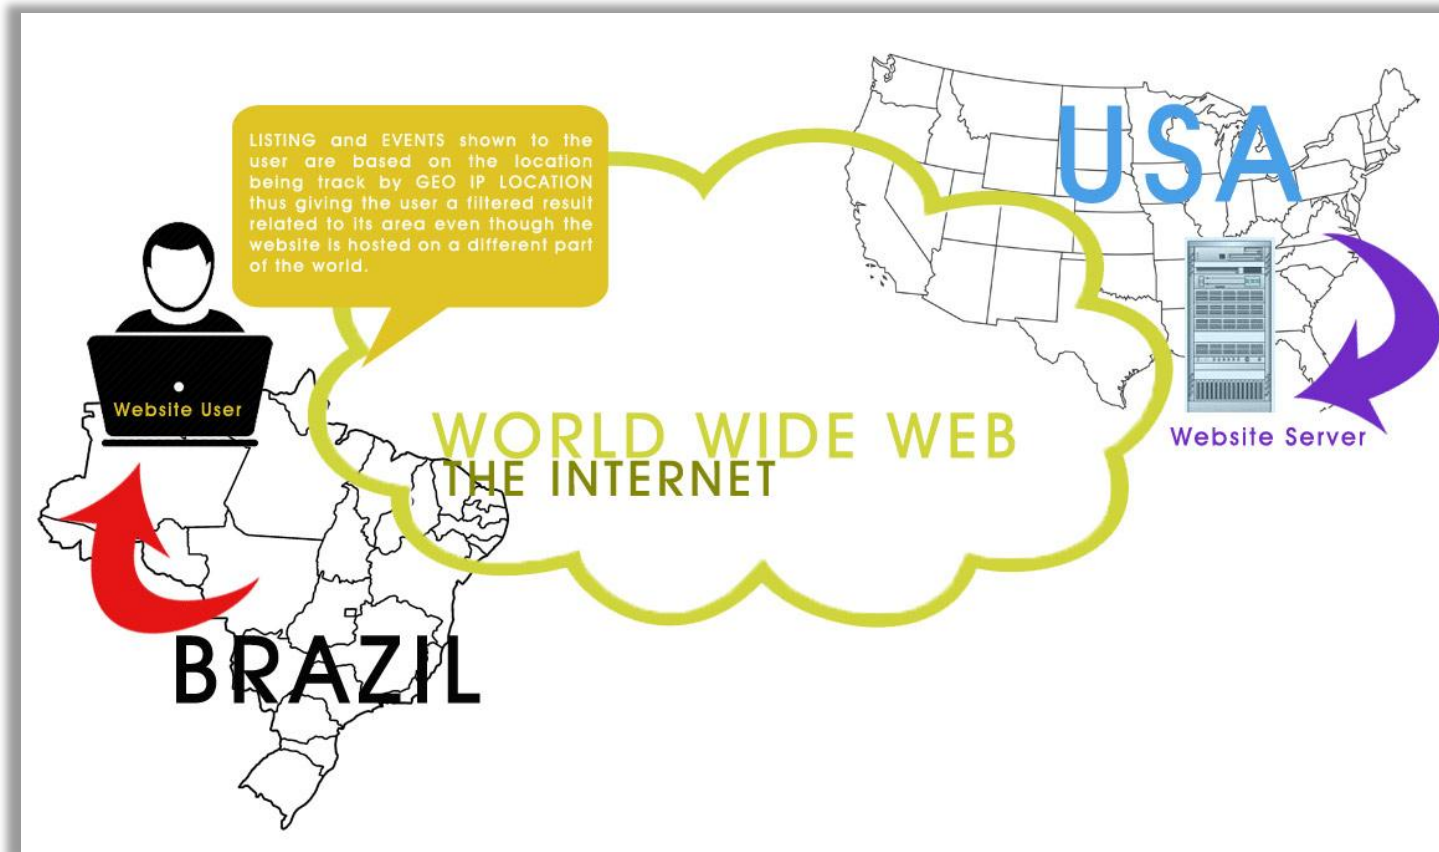 LISTING and EVENTS shown to the
user are based on the location
being track by GEO IP LOCATION
thus giving the user a filtered result
related to its area even though the
website is hosted on a different part
of the world.
USA
Website User
WORLD WIDE WEB
THE INTERNET
Website Server
BRAZIL